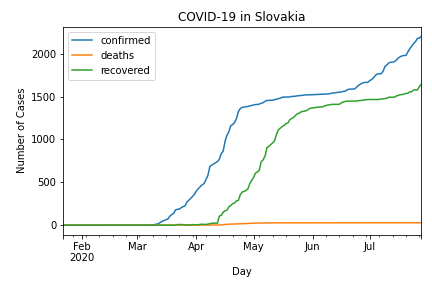 COVID-19 in Slovakia
confirmed
deaths
recovered
Number of Cases
2000
1500
1000
500
0
Feb Mar Apr May Jun Jul
2020
Day